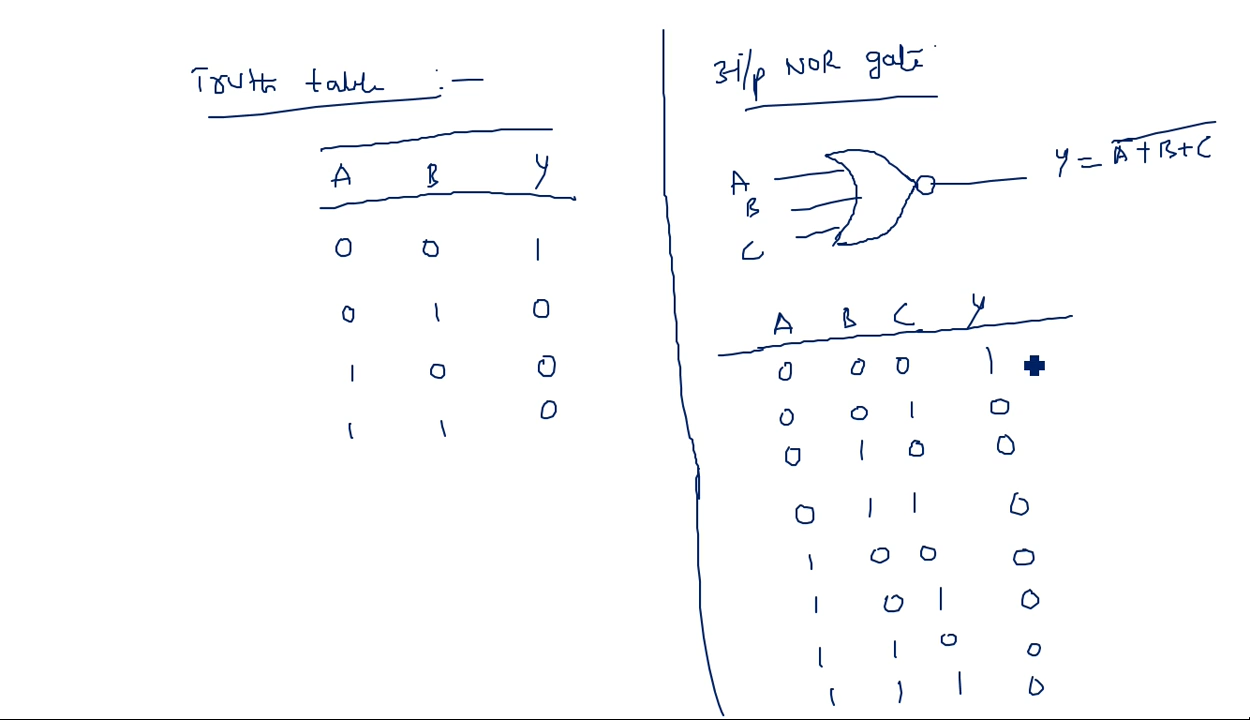 Truth table :-
A B Y
0 0 1
0 1 0
1 0 0
1 1 0
3-i/p NOR gate
A
B
C
Y = \overline{A+B+C}
A B C Y
0 0 0 1
0 0 1 0
0 1 0 0
0 1 1 0
1 0 0 0
1 0 1 0
1 1 0 0
1 1 1 0